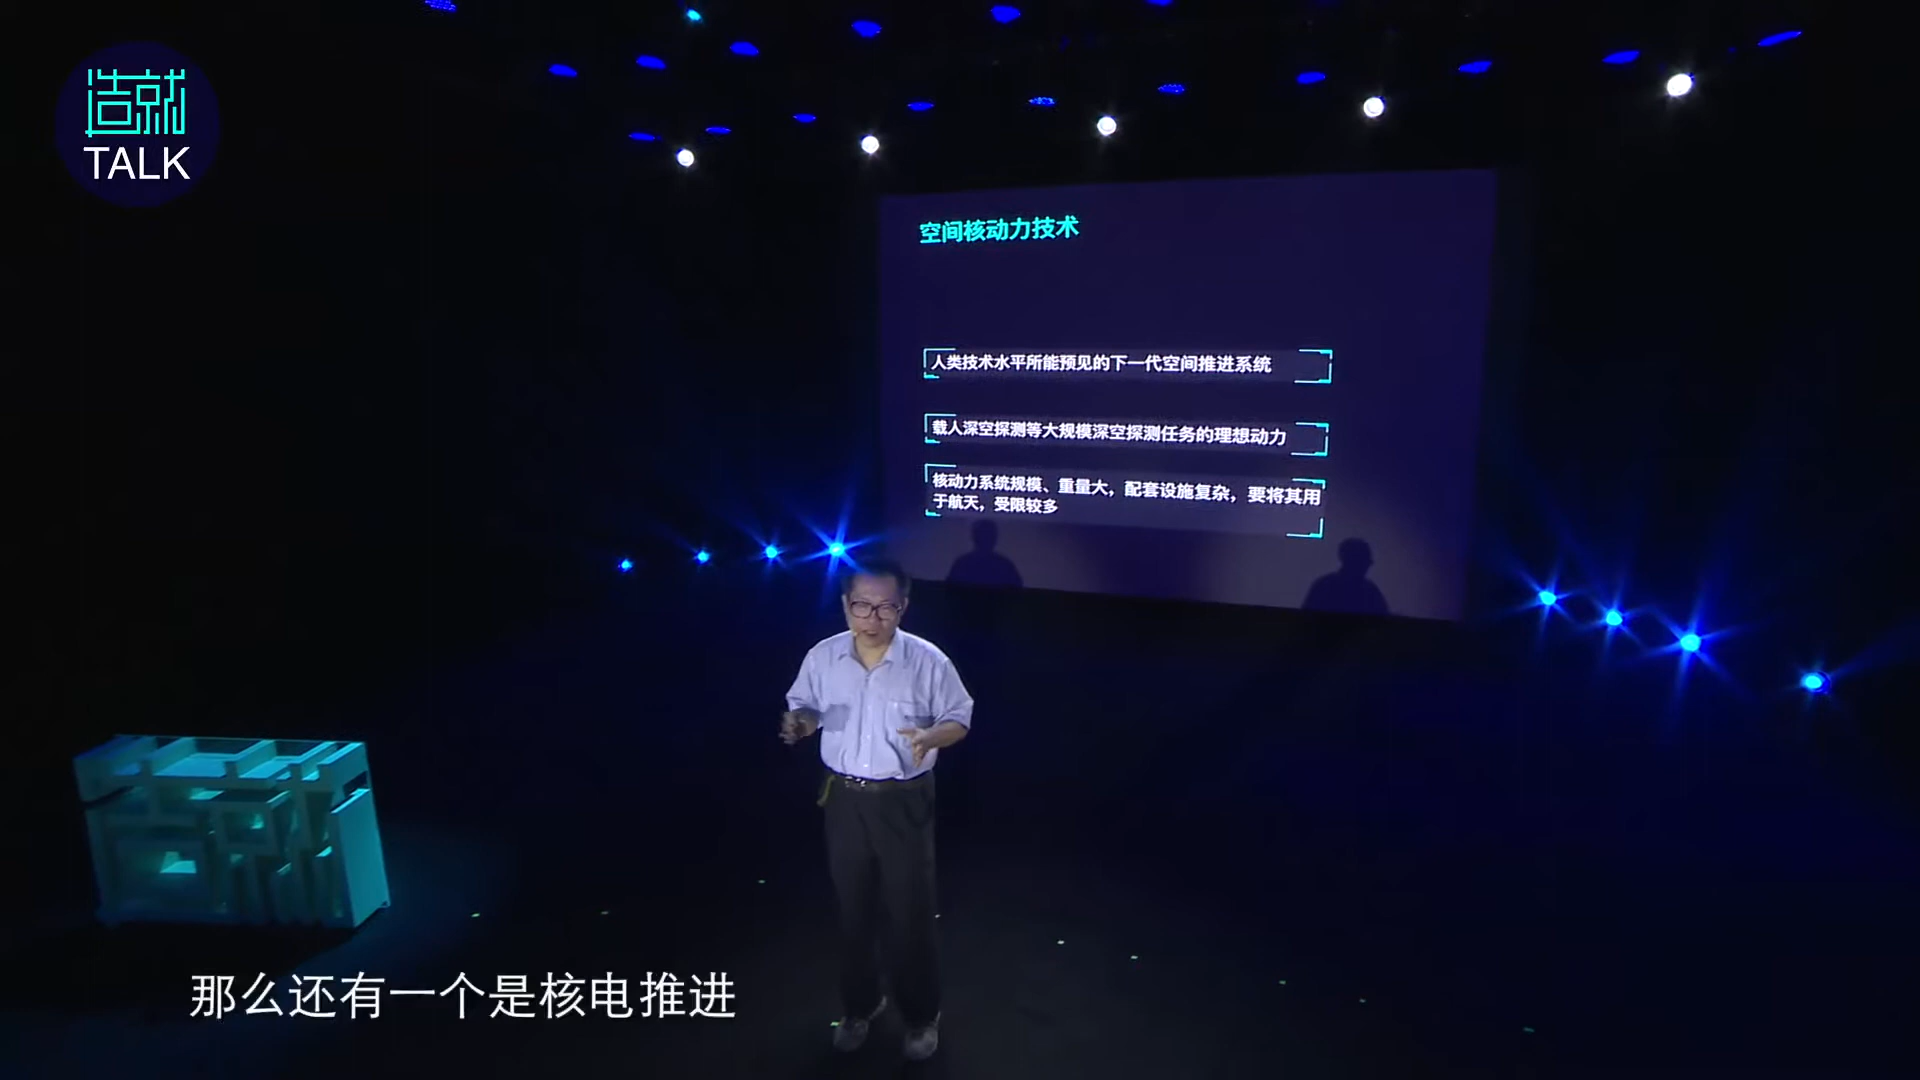 造就
TALK
空间核动力技术
人类技术水平所能预见的下一代空间推进系统
载人深空探测等大规模深空探测任务的理想动力
核动力系统规模、重量大，配套设施复杂，要将其用
于航天，受限较多
那么还有一个是核电推进